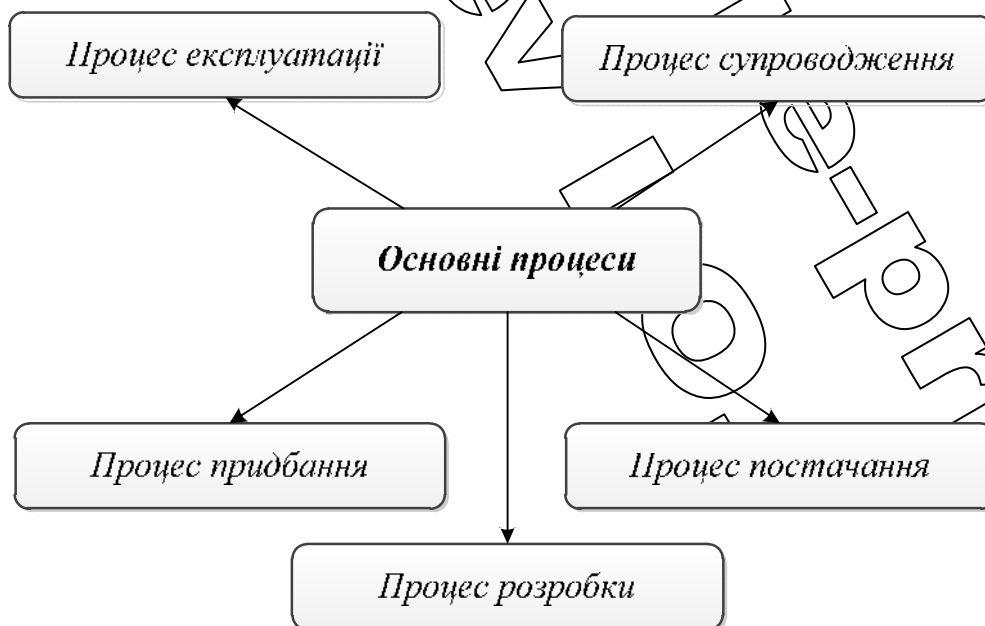 Процес експлуатації
Процес супроводження
Основні процеси
Процес придбання
Процес постачання
Процес розробки